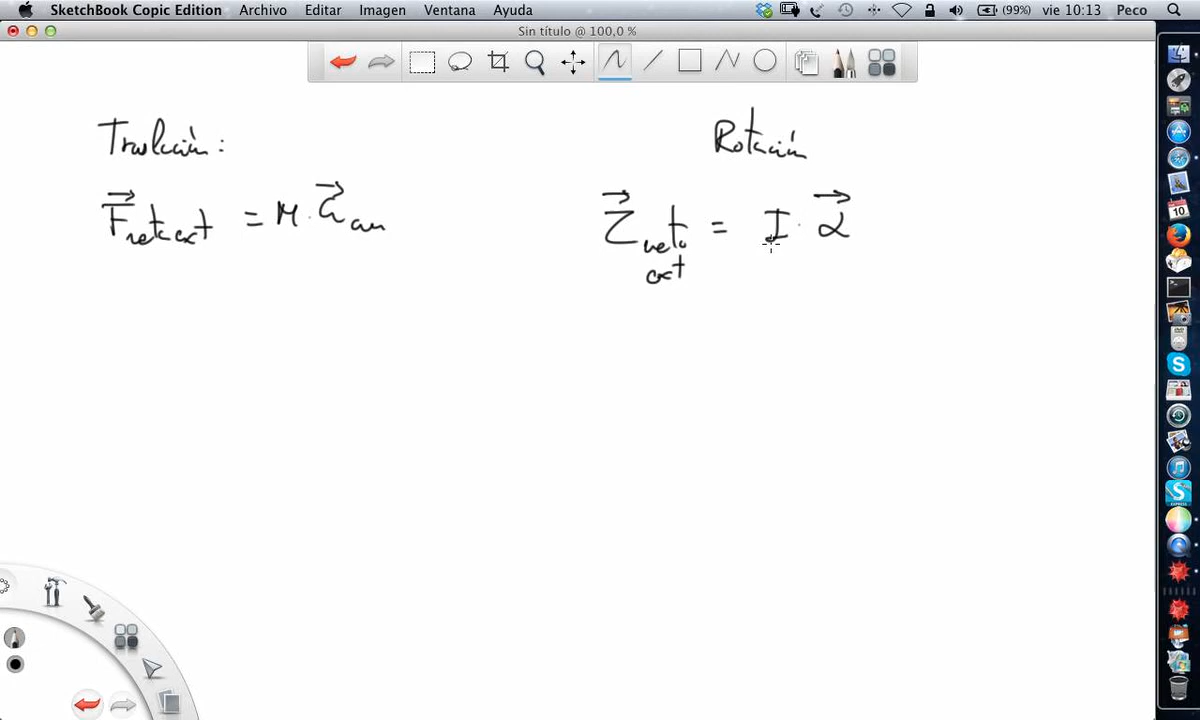 SketchBook Copic Edition Archivo Editar Imagen Ventana Ayuda (99%) vie 10:13 Peco
Sin título @ 100,0 %
Traslación: Rotación
F⃗ neta ext = M · a⃗ CM
τ⃗ neto ext = I · α⃗